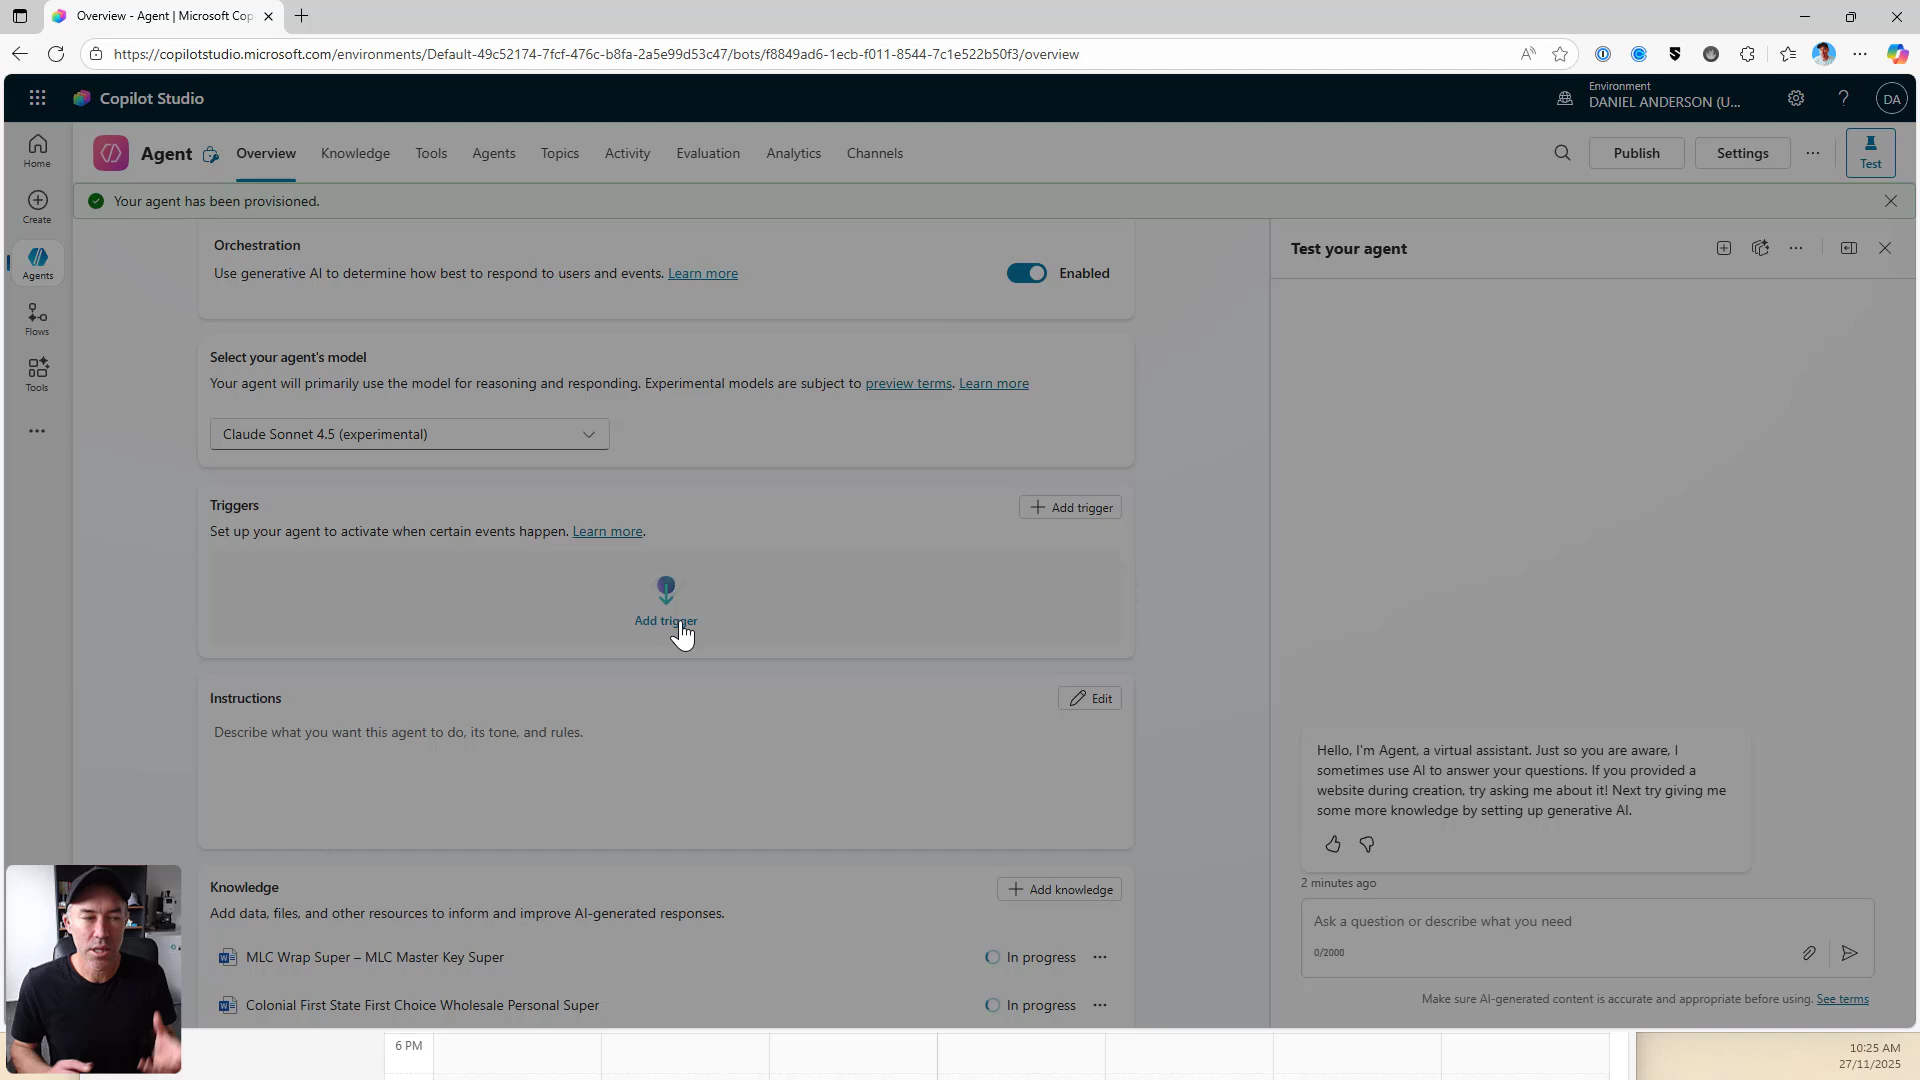 Overview - Agent | Microsoft Cop
https://copilotstudio.microsoft.com/environments/Default-49c52174-7fcf-476c-b8fa-2a5e99d53c47/bots/f8849ad6-1ecb-f011-8544-7c1e522b50f3/overview
Copilot Studio
Environment
DANIEL ANDERSON (U...
DA
Home
Create
Agents
Flows
Tools
Agent
Overview
Knowledge
Tools
Agents
Topics
Activity
Evaluation
Analytics
Channels
Publish
Settings
Test
Your agent has been provisioned.
Orchestration
Use generative AI to determine how best to respond to users and events. Learn more
Enabled
Select your agent's model
Your agent will primarily use the model for reasoning and responding. Experimental models are subject to preview terms. Learn more
Claude Sonnet 4.5 (experimental)
Triggers
Add trigger
Set up your agent to activate when certain events happen. Learn more.
Add trigger
Instructions
Edit
Describe what you want this agent to do, its tone, and rules.
Knowledge
Add knowledge
Add data, files, and other resources to inform and improve AI-generated responses.
MLC Wrap Super – MLC Master Key Super
In progress
Colonial First State First Choice Wholesale Personal Super
In progress
Test your agent
Hello, I'm Agent, a virtual assistant. Just so you are aware, I
sometimes use AI to answer your questions. If you provided a
website during creation, try asking me about it! Next try giving me
some more knowledge by setting up generative AI.
2 minutes ago
Ask a question or describe what you need
0/2000
Make sure AI-generated content is accurate and appropriate before using. See terms
6 PM
10:25 AM
27/11/2025